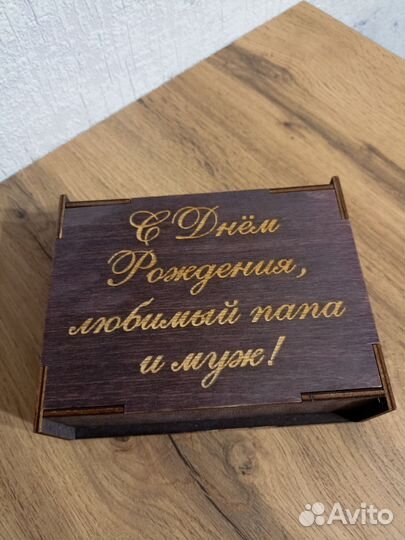 С Днём
Рождения,
любимый папа
и муж!
Avito